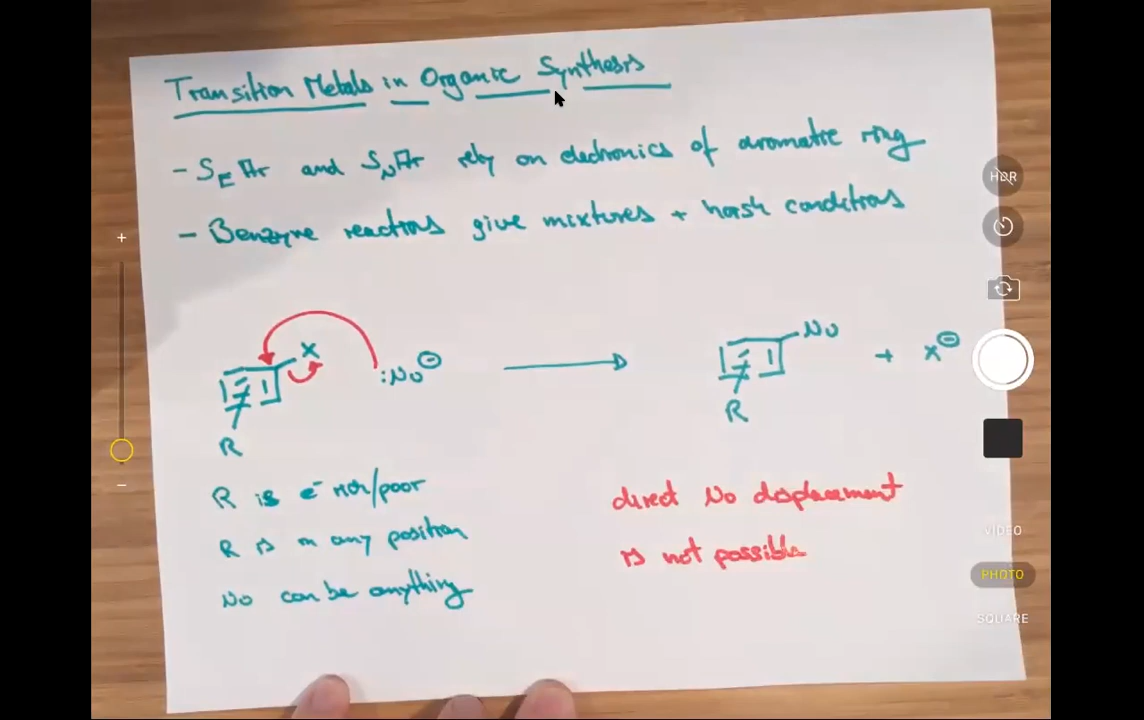 Transition Metals in Organic Synthesis
- SEAr and SNAr rely on electronics of aromatic ring
- Benzyne reactions give mixtures + harsh conditions
X
:Nu⊖
R
Nu
+ X⊖
R
R is e- rich/poor
R is in any position
Nu can be anything
direct Nu displacement
is not possible
HDR
+
-
VIDEO
PHOTO
SQUARE